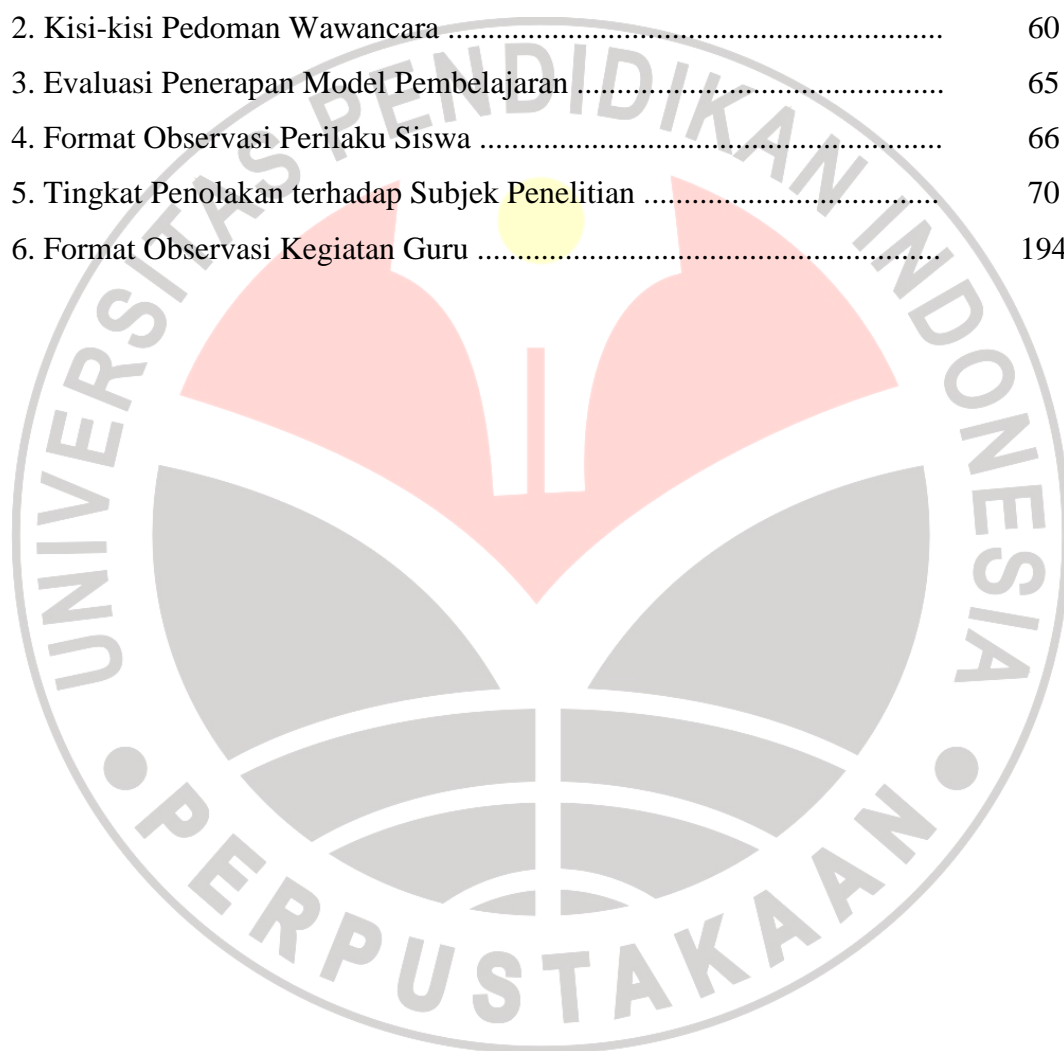 2. Kisi-kisi Pedoman Wawancara ................................................................ 60
3. Evaluasi Penerapan Model Pembelajaran ............................................... 65
4. Format Observasi Perilaku Siswa ............................................................ 66
5. Tingkat Penolakan terhadap Subjek Penelitian ...................................... 70
6. Format Observasi Kegiatan Guru ............................................................ 194
UNIVERSITAS PENDIDIKAN INDONESIA
PERPUSTAKAAN